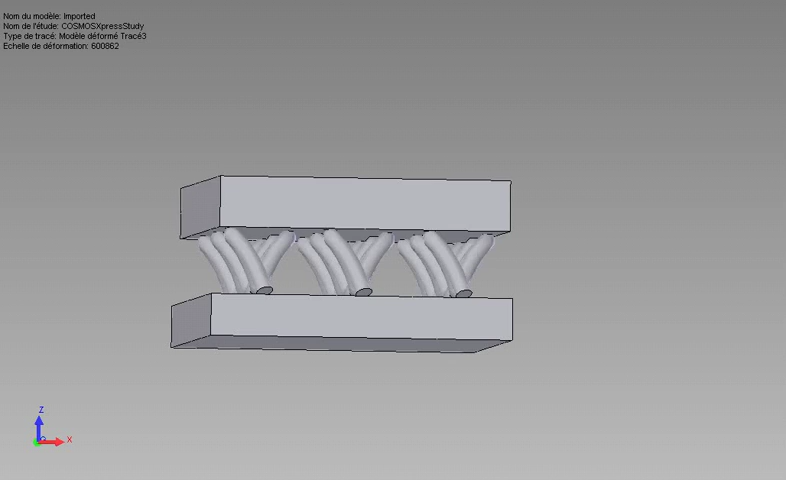 Nom du modèle: Imported
Nom de l'étude: COSMOSXpressStudy
Type de tracé: Modèle déformé Tracé3
Echelle de déformation: 600862
Z
X